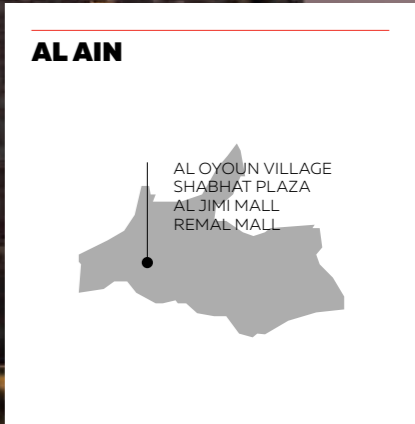 AL AIN
AL OYOUN VILLAGE
SHABHAT PLAZA
AL JIMI MALL
REMAL MALL